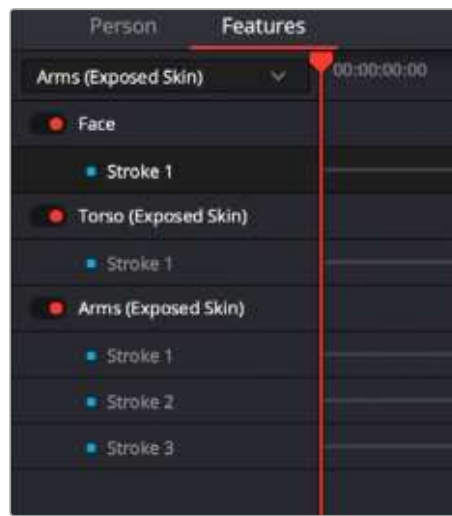 Person Features
Arms (Exposed Skin) 00:00:00:00
Face
Stroke 1
Torso (Exposed Skin)
Stroke 1
Arms (Exposed Skin)
Stroke 1
Stroke 2
Stroke 3